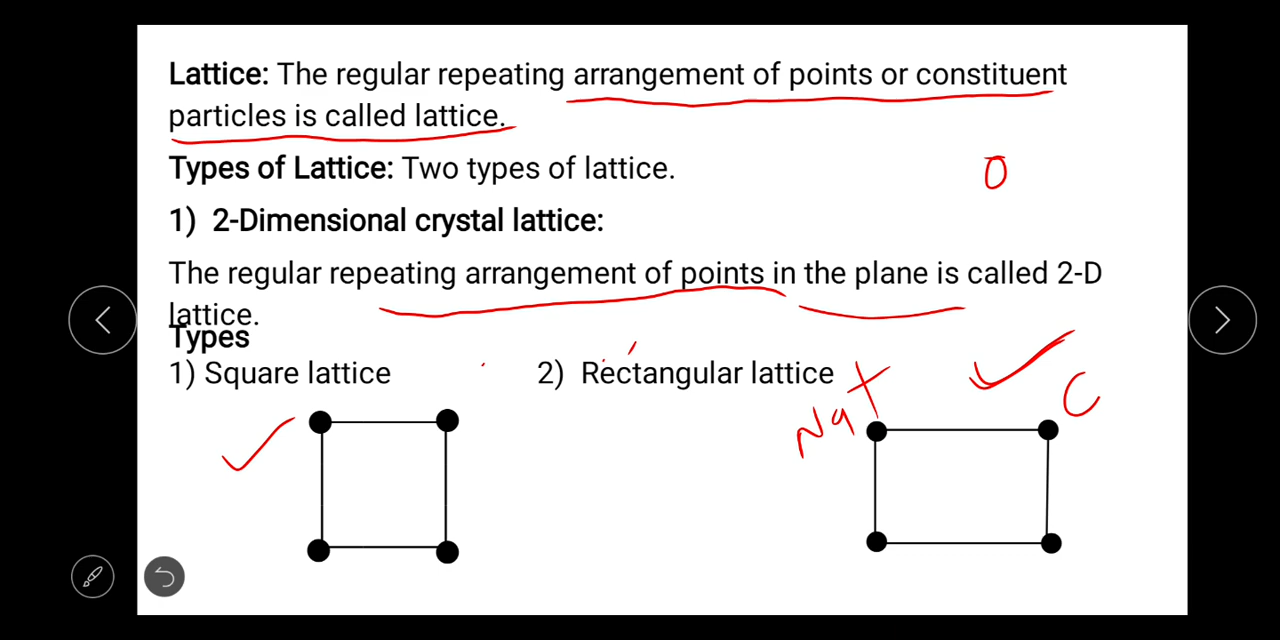 Lattice: The regular repeating arrangement of points or constituent
particles is called lattice.
Types of Lattice: Two types of lattice.
0
1) 2-Dimensional crystal lattice:
The regular repeating arrangement of points in the plane is called 2-D
lattice.
Types
1) Square lattice
2) Rectangular lattice
Na+
C